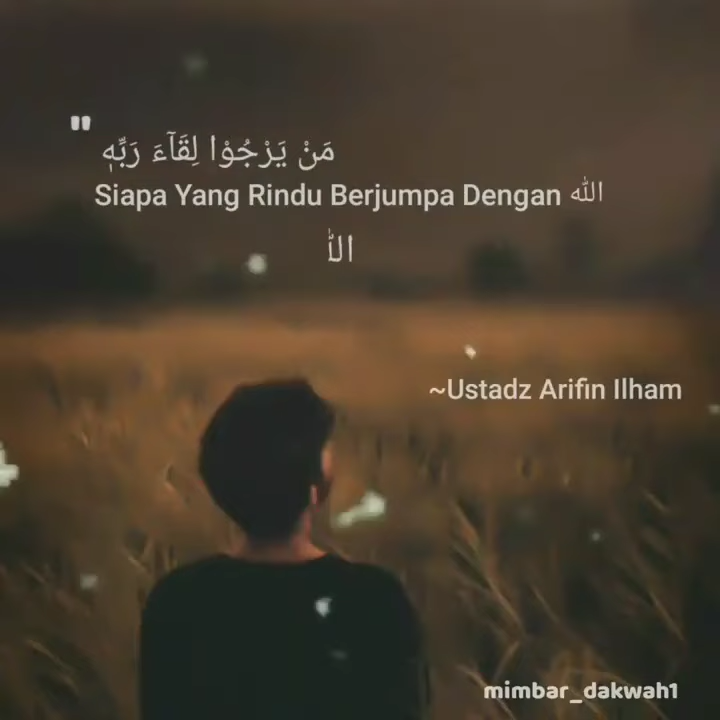 "
مَنْ يَرْجُوْا لِقَآءَ رَبِّهٖ
Siapa Yang Rindu Berjumpa Dengan الله
~Ustadz Arifin Ilham
mimbar_dakwah1